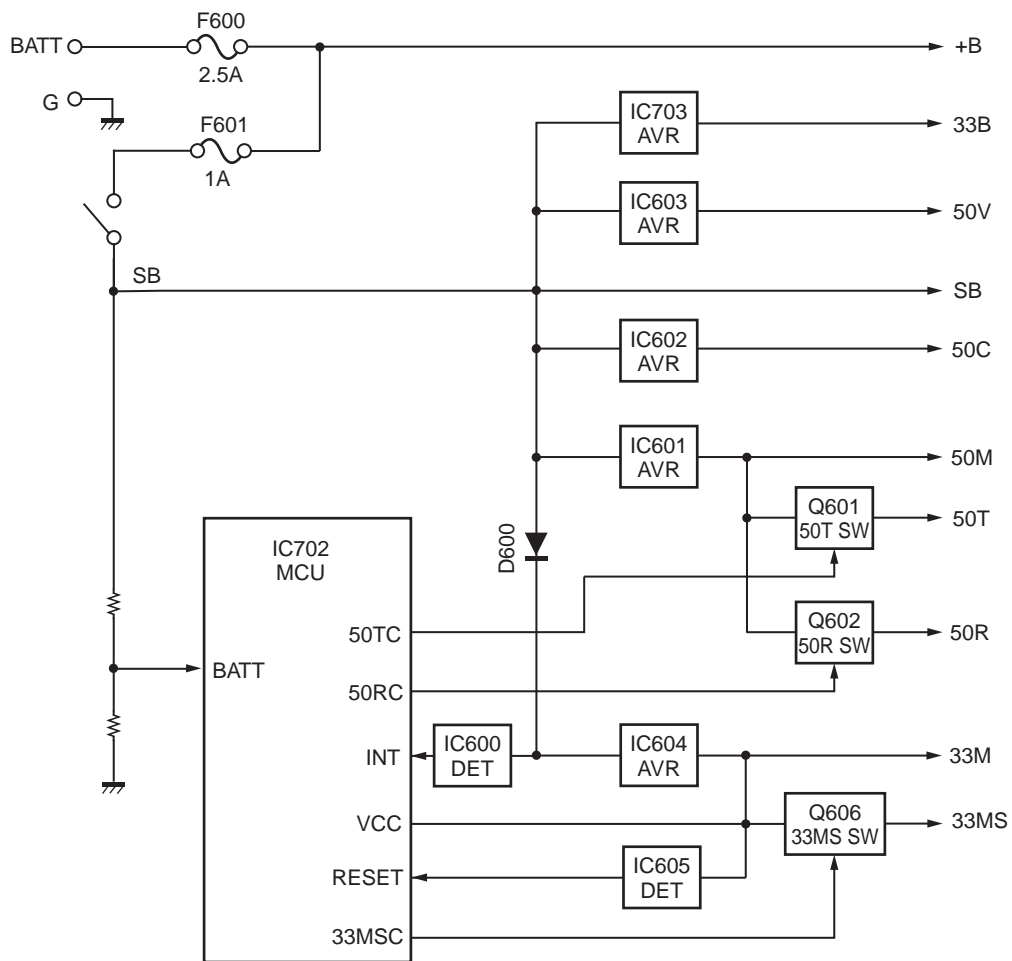 F600
BATT
+B
2.5A
G
F601
1A
IC703
AVR
33B
IC603
AVR
50V
SB
SB
IC602
AVR
50C
IC601
AVR
50M
Q601
50T SW
50T
D600
IC702
MCU
50TC
Q602
50R SW
50R
BATT
50RC
INT
IC600
DET
IC604
AVR
33M
VCC
Q606
33MS SW
33MS
RESET
IC605
DET
33MSC